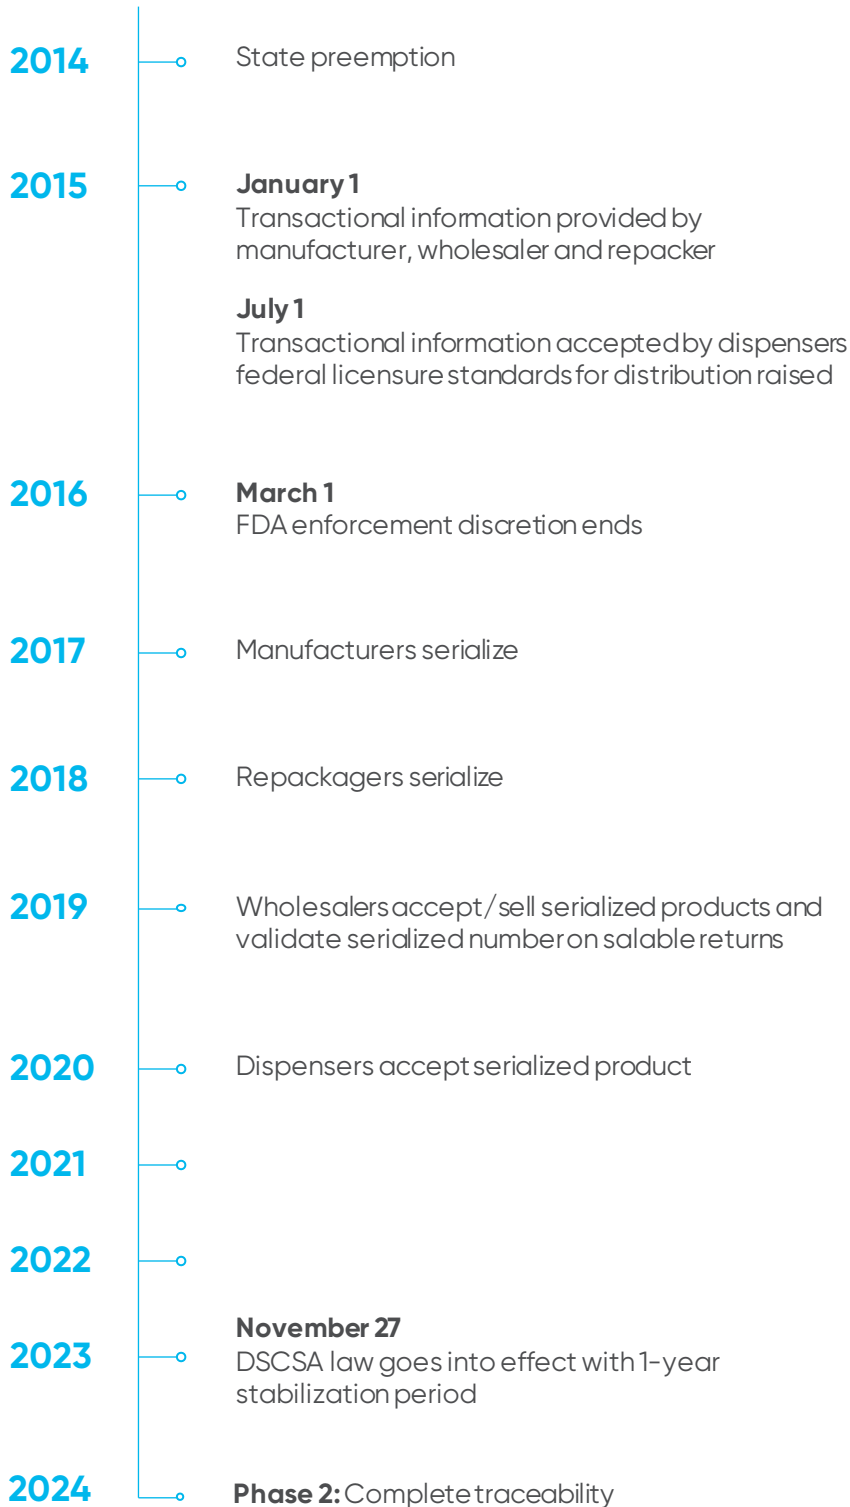 2014
State preemption
2015
January 1
Transactional information provided by
manufacturer, wholesaler and repacker
July 1
Transactional information accepted by dispensers
federal licensure standards for distribution raised
2016
March 1
FDA enforcement discretion ends
2017
Manufacturers serialize
2018
Repackagers serialize
2019
Wholesalers accept/sell serialized products and
validate serialized number on salable returns
2020
Dispensers accept serialized product
2021
2022
2023
November 27
DSCSA law goes into effect with 1-year
stabilization period
2024
Phase 2: Complete traceability